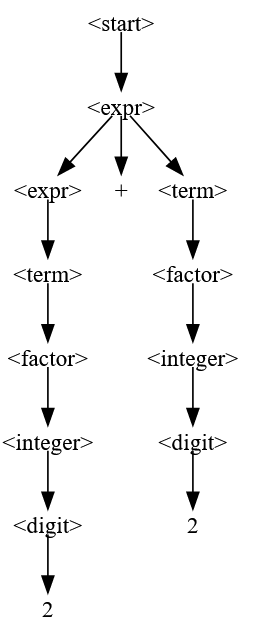 <start>
<expr>
<expr> + <term>
<term> <factor>
<factor> <integer>
<integer> <digit>
<digit> 2
2